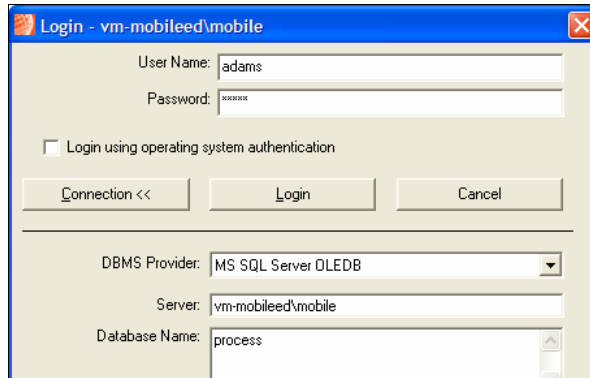 Login - vm-mobileed\mobile
User Name: adams
Password: xxxxx
Login using operating system authentication
Connection << Login Cancel
DBMS Provider: MS SQL Server OLEDB
Server: vm-mobileed\mobile
Database Name: process